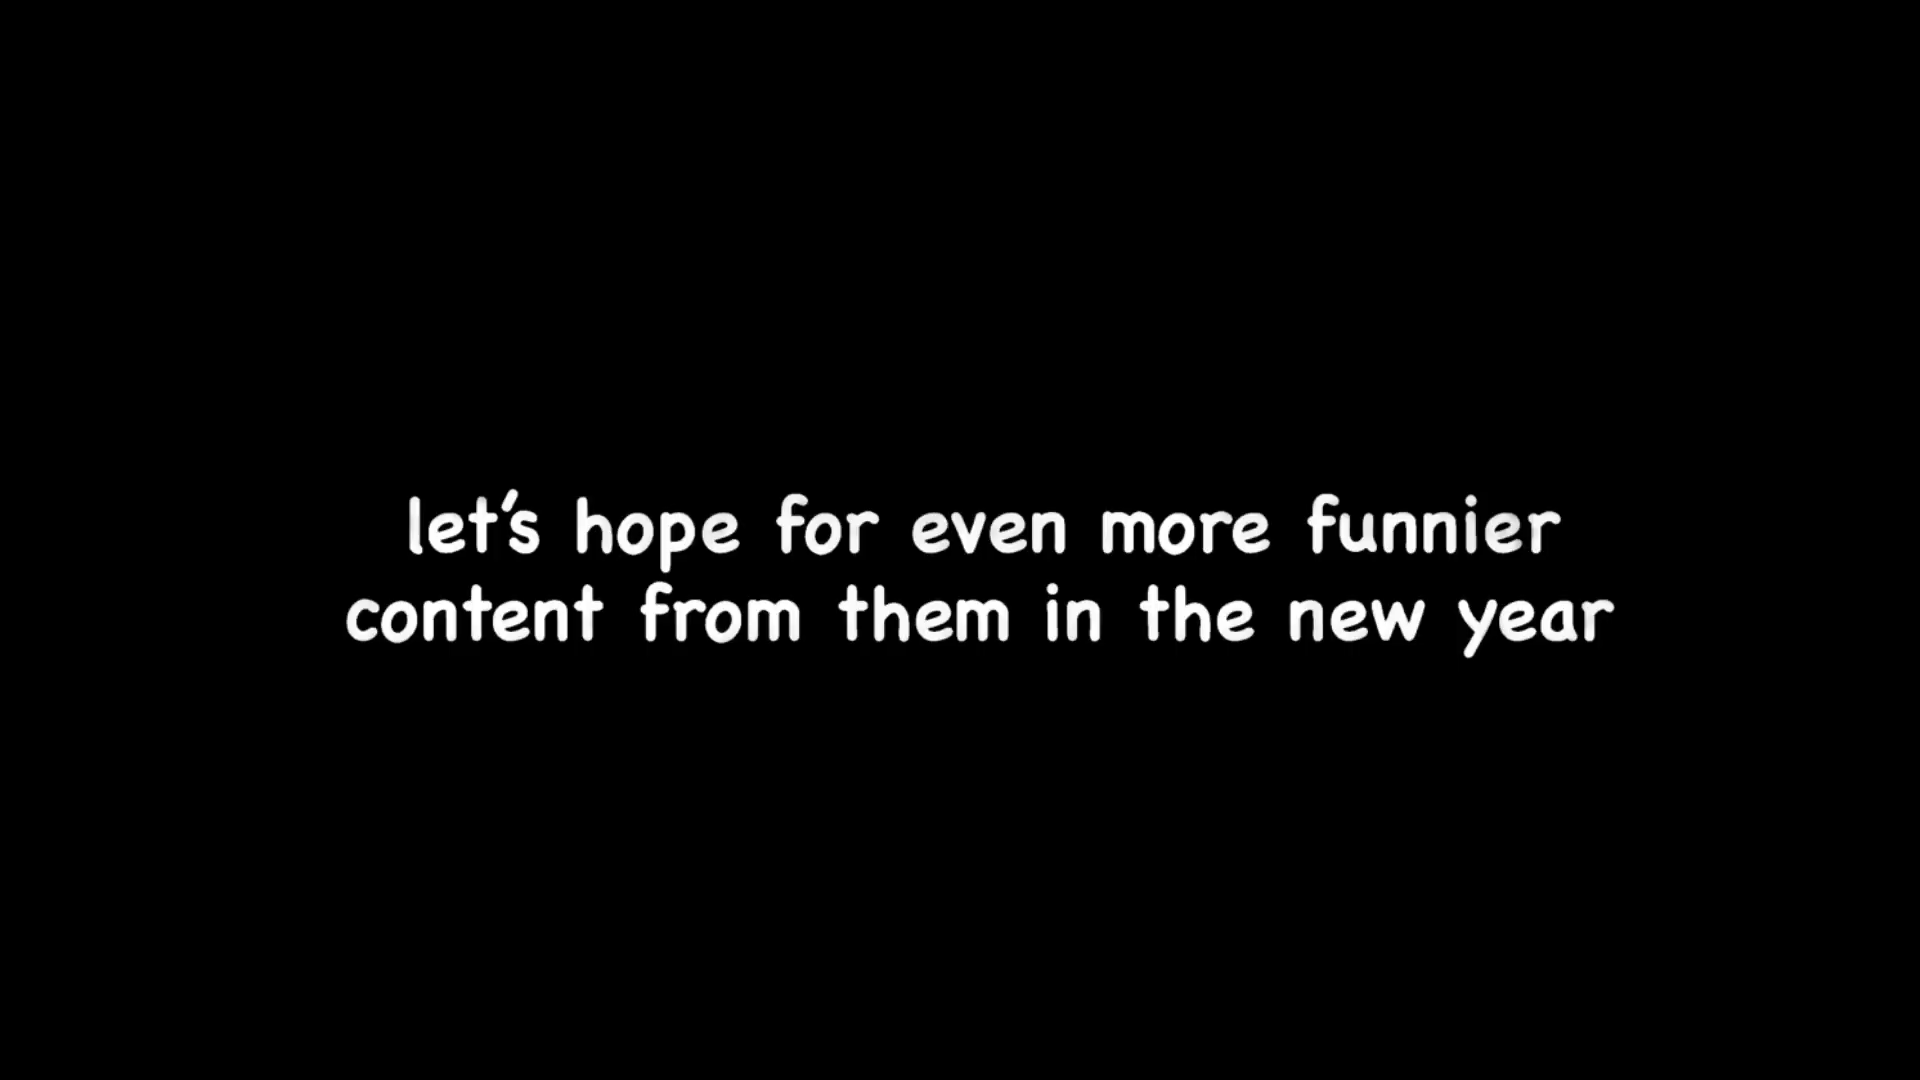 let's hope for even more funnier
content from them in the new year